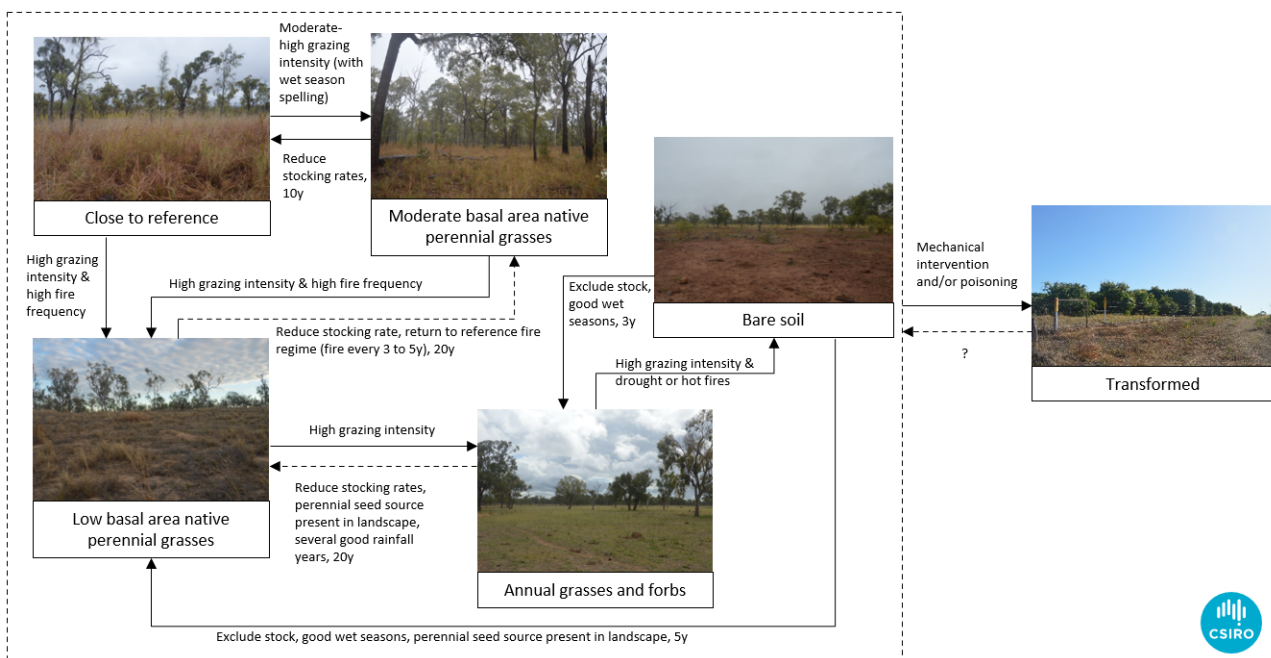 Moderate-
high grazing
intensity (with
wet season
spelling)
Reduce
stocking rates,
10y
Close to reference
Moderate basal area native
perennial grasses
High grazing
intensity &
high fire
frequency
High grazing intensity & high fire frequency
Reduce stocking rate, return to reference fire
regime (fire every 3 to 5y), 20y
Exclude stock,
good wet
seasons, 3y
Bare soil
Mechanical
intervention
and/or poisoning
?
Transformed
High grazing intensity &
drought or hot fires
High grazing intensity
Reduce stocking rates,
perennial seed source
present in landscape,
several good rainfall
years, 20y
Low basal area native
perennial grasses
Annual grasses and forbs
Exclude stock, good wet seasons, perennial seed source present in landscape, 5y
CSIRO